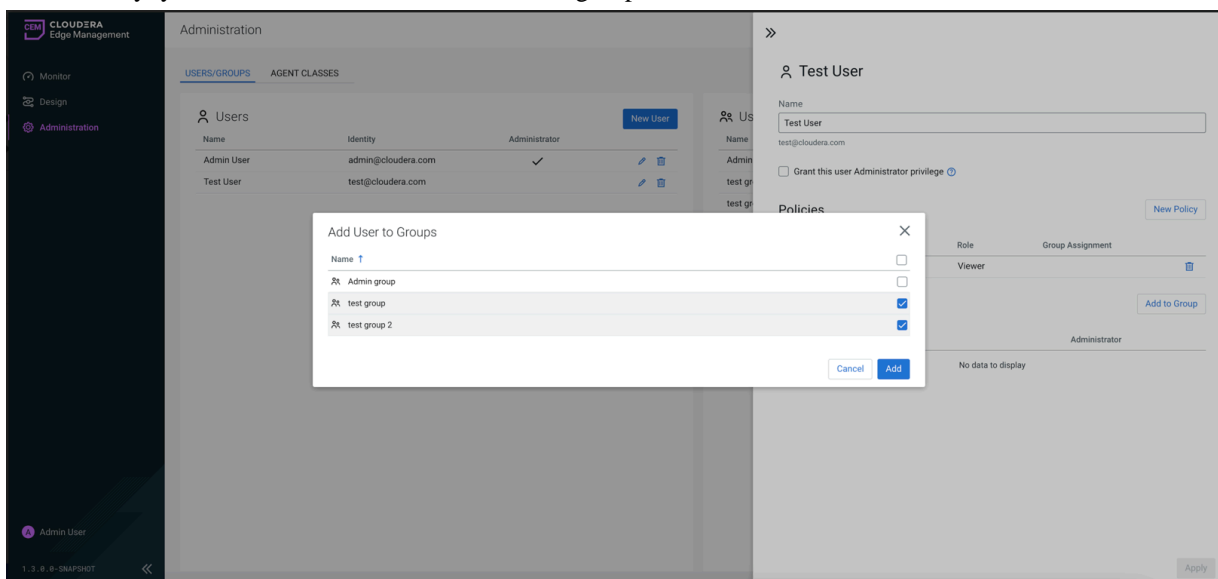 CEM CLOUDERA
Edge Management
Monitor
Design
Administration
Admin User
1.3.0.0-SNAPSHOT
Administration
USERS/GROUPS AGENT CLASSES
Users New User
Name Identity Administrator
Admin User admin@cloudera.com
Test User test@cloudera.com
Us
Name
Admin
test gr
test gr
Add User to Groups
Name
Admin group
test group
test group 2
Cancel Add
Test User
Name
Test User
test@cloudera.com
Grant this user Administrator privilege
Policies New Policy
Role Group Assignment
Viewer
Add to Group
Administrator
No data to display
Apply